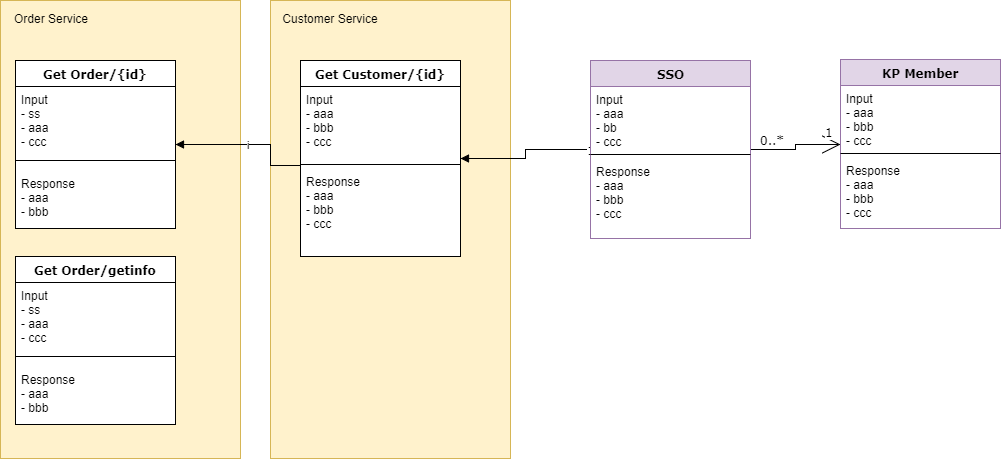 Order Service
Get Order/{id}
Input
- ss
- aaa
- ccc
Response
- aaa
- bbb
Get Order/getinfo
Input
- ss
- aaa
- ccc
Response
- aaa
- bbb
i
Customer Service
Get Customer/{id}
Input
- aaa
- bbb
- ccc
Response
- aaa
- bbb
- ccc
SSO
Input
- aaa
- bb
- ccc
Response
- aaa
- bbb
- ccc
0..*
.1
KP Member
Input
- aaa
- bbb
- ccc
Response
- aaa
- bbb
- ccc